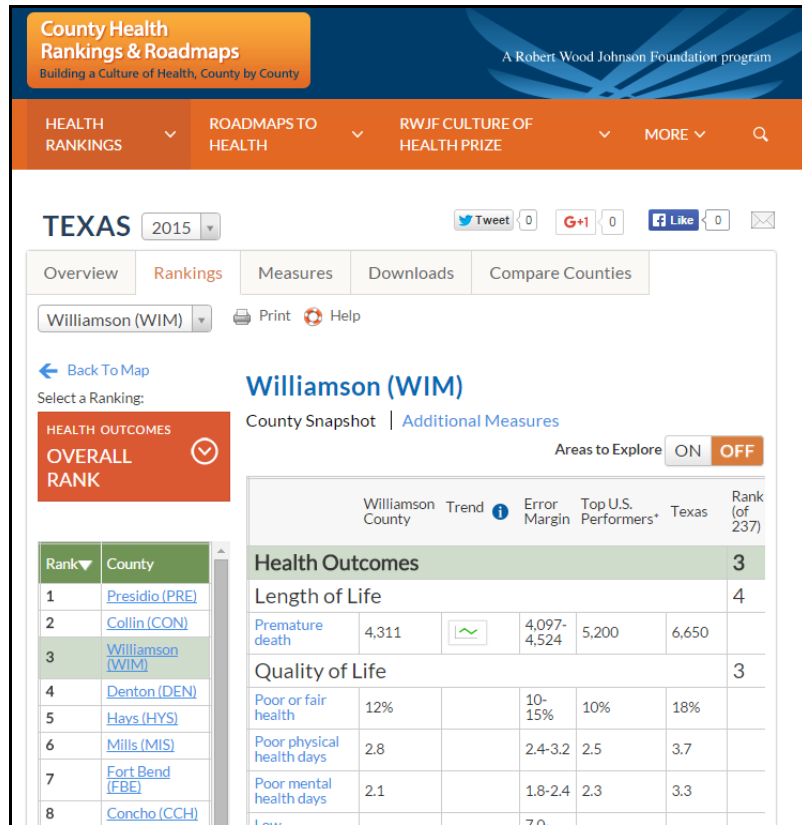 County Health
Rankings & Roadmaps
Building a Culture of Health, County by County
A Robert Wood Johnson Foundation program
HEALTH RANKINGS
ROADMAPS TO HEALTH
RWJF CULTURE OF HEALTH PRIZE
MORE
TEXAS 2015
Tweet 0 G+1 0 Like 0
Overview Rankings Measures Downloads Compare Counties
Williamson (WIM) Print Help
Back To Map
Select a Ranking:
HEALTH OUTCOMES
OVERALL
RANK
Rank County
1 Presidio (PRE)
2 Collin (CON)
3 Williamson (WIM)
4 Denton (DEN)
5 Hays (HYS)
6 Mills (MIS)
7 Fort Bend (FBE)
8 Concho (CCH)
Williamson (WIM)
County Snapshot | Additional Measures
Areas to Explore ON OFF
Williamson County Trend i Error Margin Top U.S. Performers* Texas Rank (of 237)
Health Outcomes 3
Length of Life 4
Premature death 4,311 4,097-4,524 5,200 6,650
Quality of Life 3
Poor or fair health 12% 10-15% 10% 18%
Poor physical health days 2.8 2.4-3.2 2.5 3.7
Poor mental health days 2.1 1.8-2.4 2.3 3.3